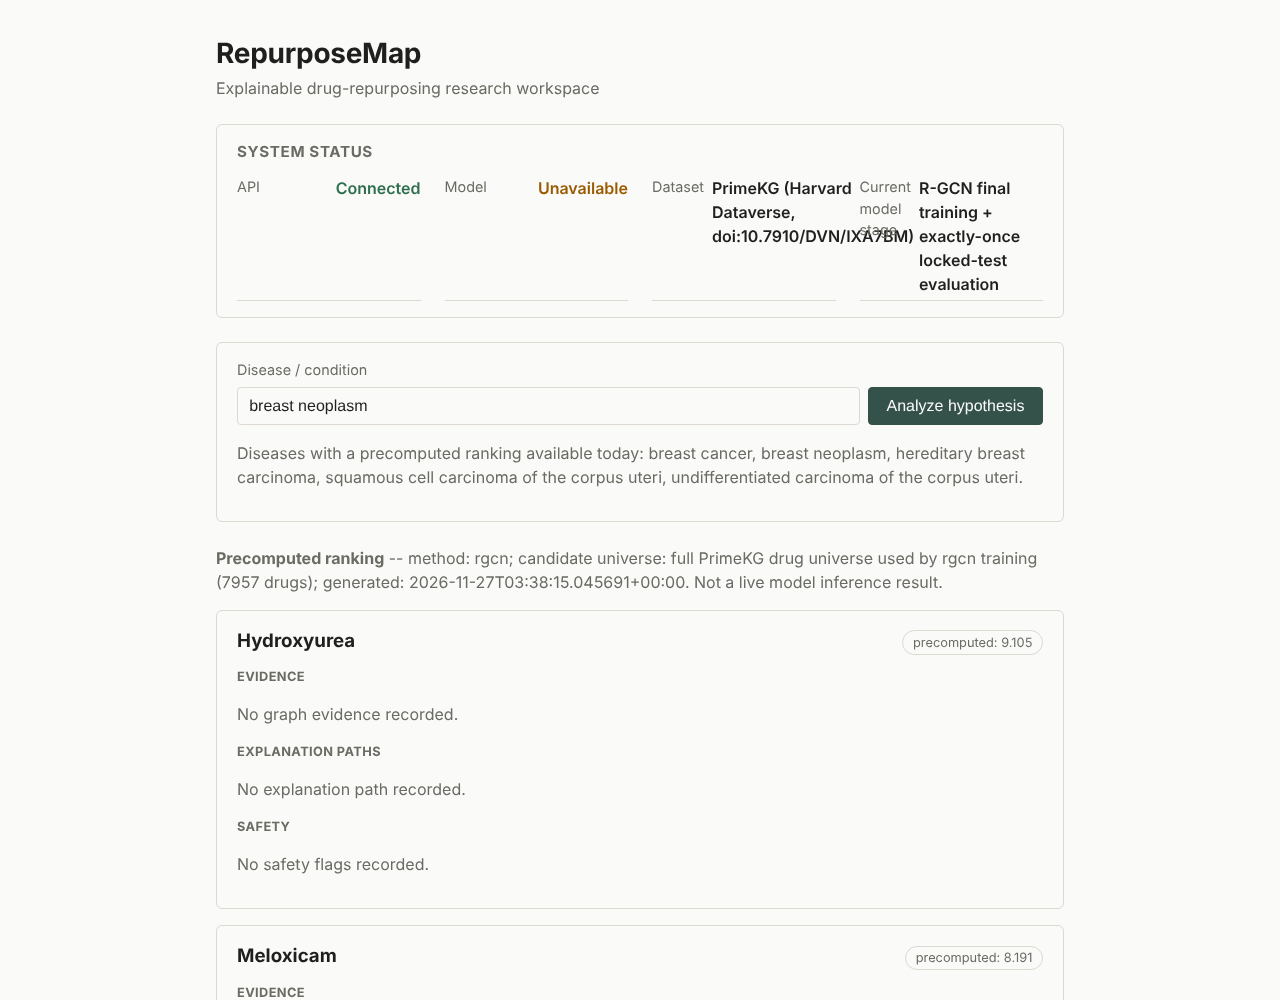 RepurposeMap
Explainable drug-repurposing research workspace
SYSTEM STATUS
API
Connected
Model
Unavailable
Dataset
PrimeKG (Harvard
Dataverse,
doi:10.7910/DVN/IXA7BM)
Current
model
stage
R-GCN final
training +
exactly-once
locked-test
evaluation
Disease / condition
breast neoplasm
Analyze hypothesis
Diseases with a precomputed ranking available today: breast cancer, breast neoplasm, hereditary breast
carcinoma, squamous cell carcinoma of the corpus uteri, undifferentiated carcinoma of the corpus uteri.
Precomputed ranking -- method: rgcn; candidate universe: full PrimeKG drug universe used by rgcn training
(7957 drugs); generated: 2026-11-27T03:38:15.045691+00:00. Not a live model inference result.
Hydroxyurea
precomputed: 9.105
EVIDENCE
No graph evidence recorded.
EXPLANATION PATHS
No explanation path recorded.
SAFETY
No safety flags recorded.
Meloxicam
precomputed: 8.191
EVIDENCE